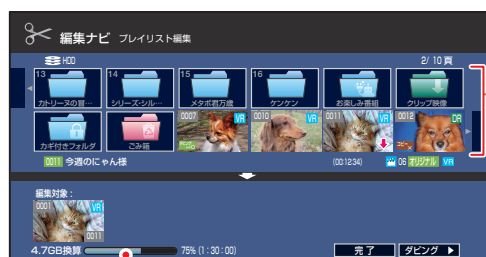 編集ナビ プレイリスト編集
HDD 2/ 10 頁
13 14 15 16
カトリーヌの冒… シリーズ・シル… メタボ君万歳 ケンケン お楽しみ番組 クリップ映像
0007 VR 0010 VR 0011 VR 0012 DR
カギ付きフォルダ ごみ箱
0011 今週のにゃん様 (00:12:34) 06 オリジナル VR
編集対象:
0001 VR
0011
4.7GB換算 75% (1:30:00) 完了 ダビング